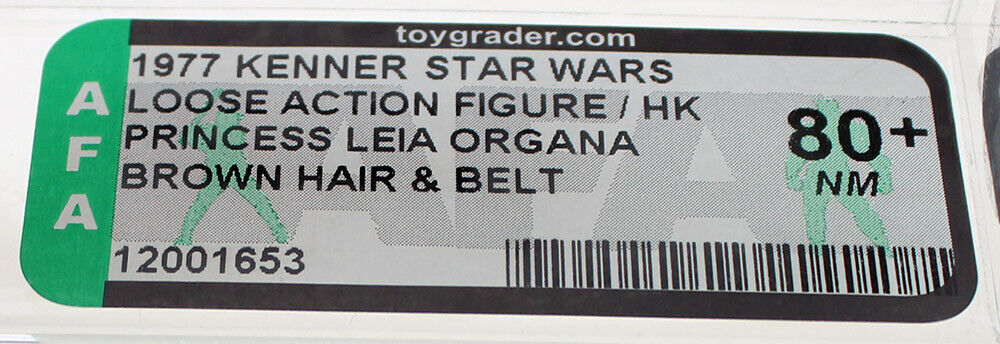 toygrader.com
AFA
1977 KENNER STAR WARS
LOOSE ACTION FIGURE / HK
PRINCESS LEIA ORGANA
BROWN HAIR & BELT
80+
NM
AFA
12001653